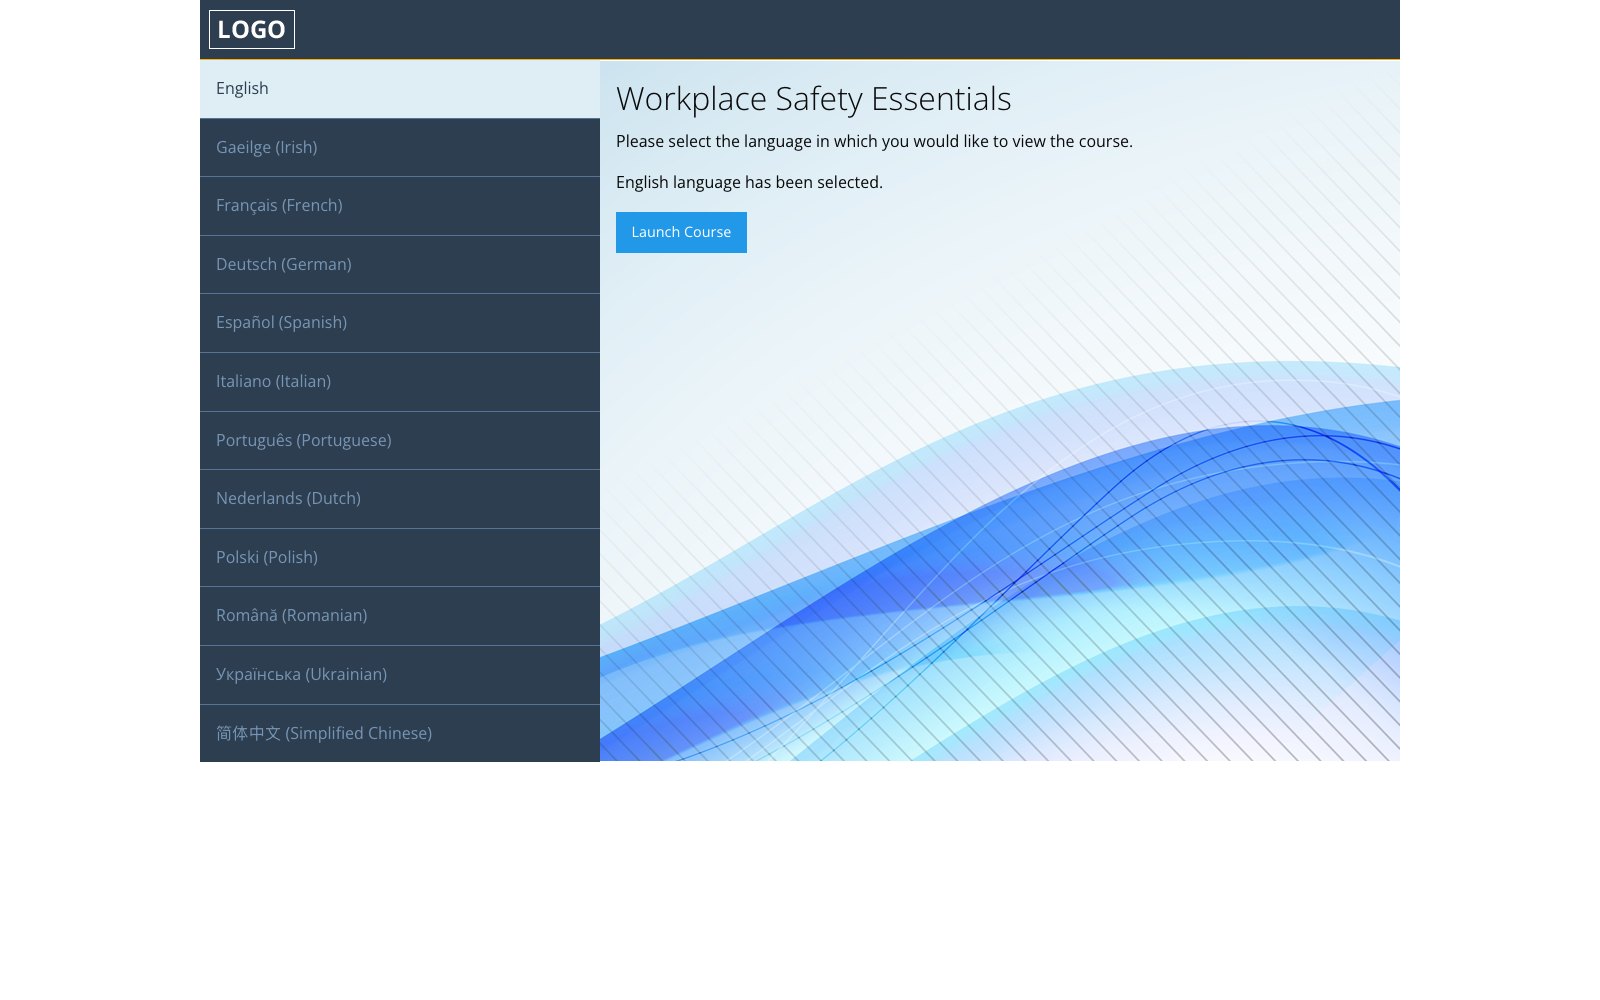 LOGO
English
Gaeilge (Irish)
Français (French)
Deutsch (German)
Español (Spanish)
Italiano (Italian)
Português (Portuguese)
Nederlands (Dutch)
Polski (Polish)
Română (Romanian)
Українська (Ukrainian)
简体中文 (Simplified Chinese)
Workplace Safety Essentials
Please select the language in which you would like to view the course.
English language has been selected.
Launch Course